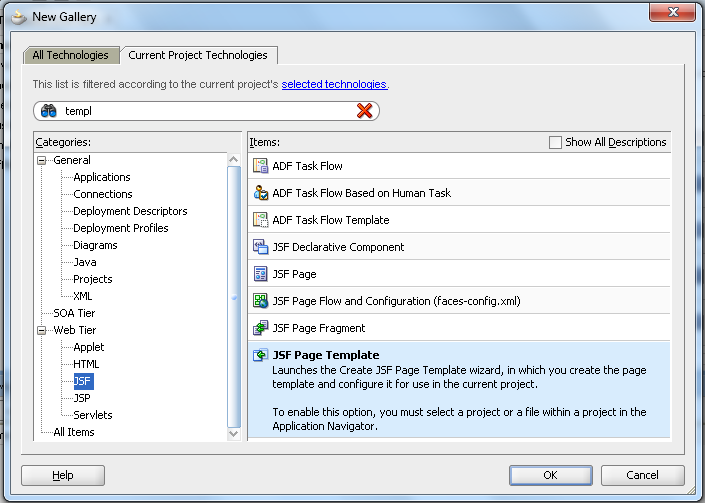 New Gallery
All Technologies
Current Project Technologies
This list is filtered according to the current project's selected technologies.
templ
Categories:
General
Applications
Connections
Deployment Descriptors
Deployment Profiles
Diagrams
Java
Projects
XML
SOA Tier
Web Tier
Applet
HTML
JSF
JSP
Servlets
All Items
Items:
Show All Descriptions
ADF Task Flow
ADF Task Flow Based on Human Task
ADF Task Flow Template
JSF Declarative Component
JSF Page
JSF Page Flow and Configuration (faces-config.xml)
JSF Page Fragment
JSF Page Template
Launches the Create JSF Page Template wizard, in which you create the page
template and configure it for use in the current project.
To enable this option, you must select a project or a file within a project in the
Application Navigator.
Help
OK
Cancel